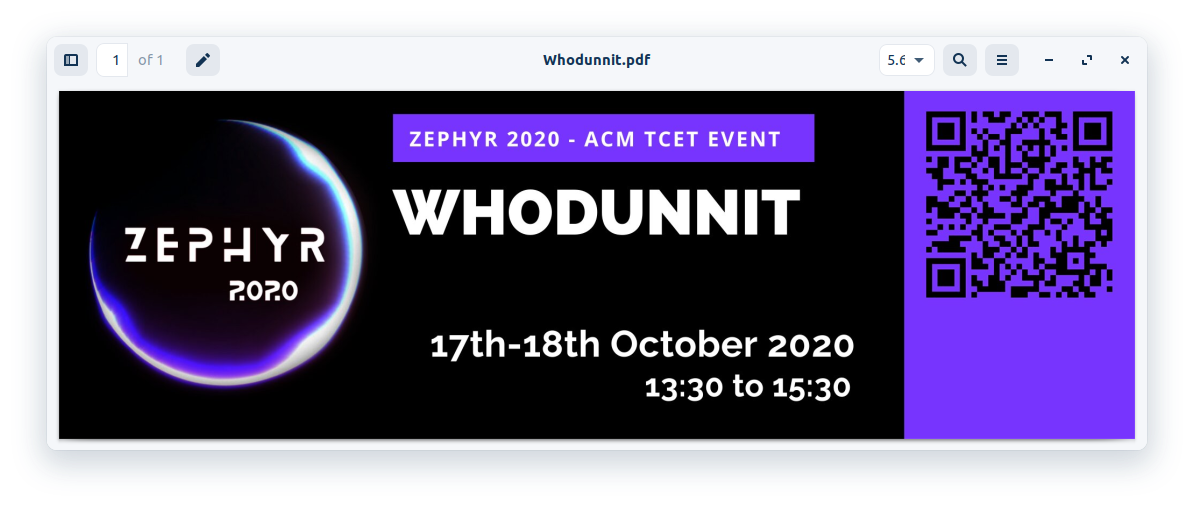 1 of 1
Whodunnit.pdf
5.6
ZEPHYR 2020 - ACM TCET EVENT
WHODUNNIT
ZEPHYR
2020
17th-18th October 2020
13:30 to 15:30